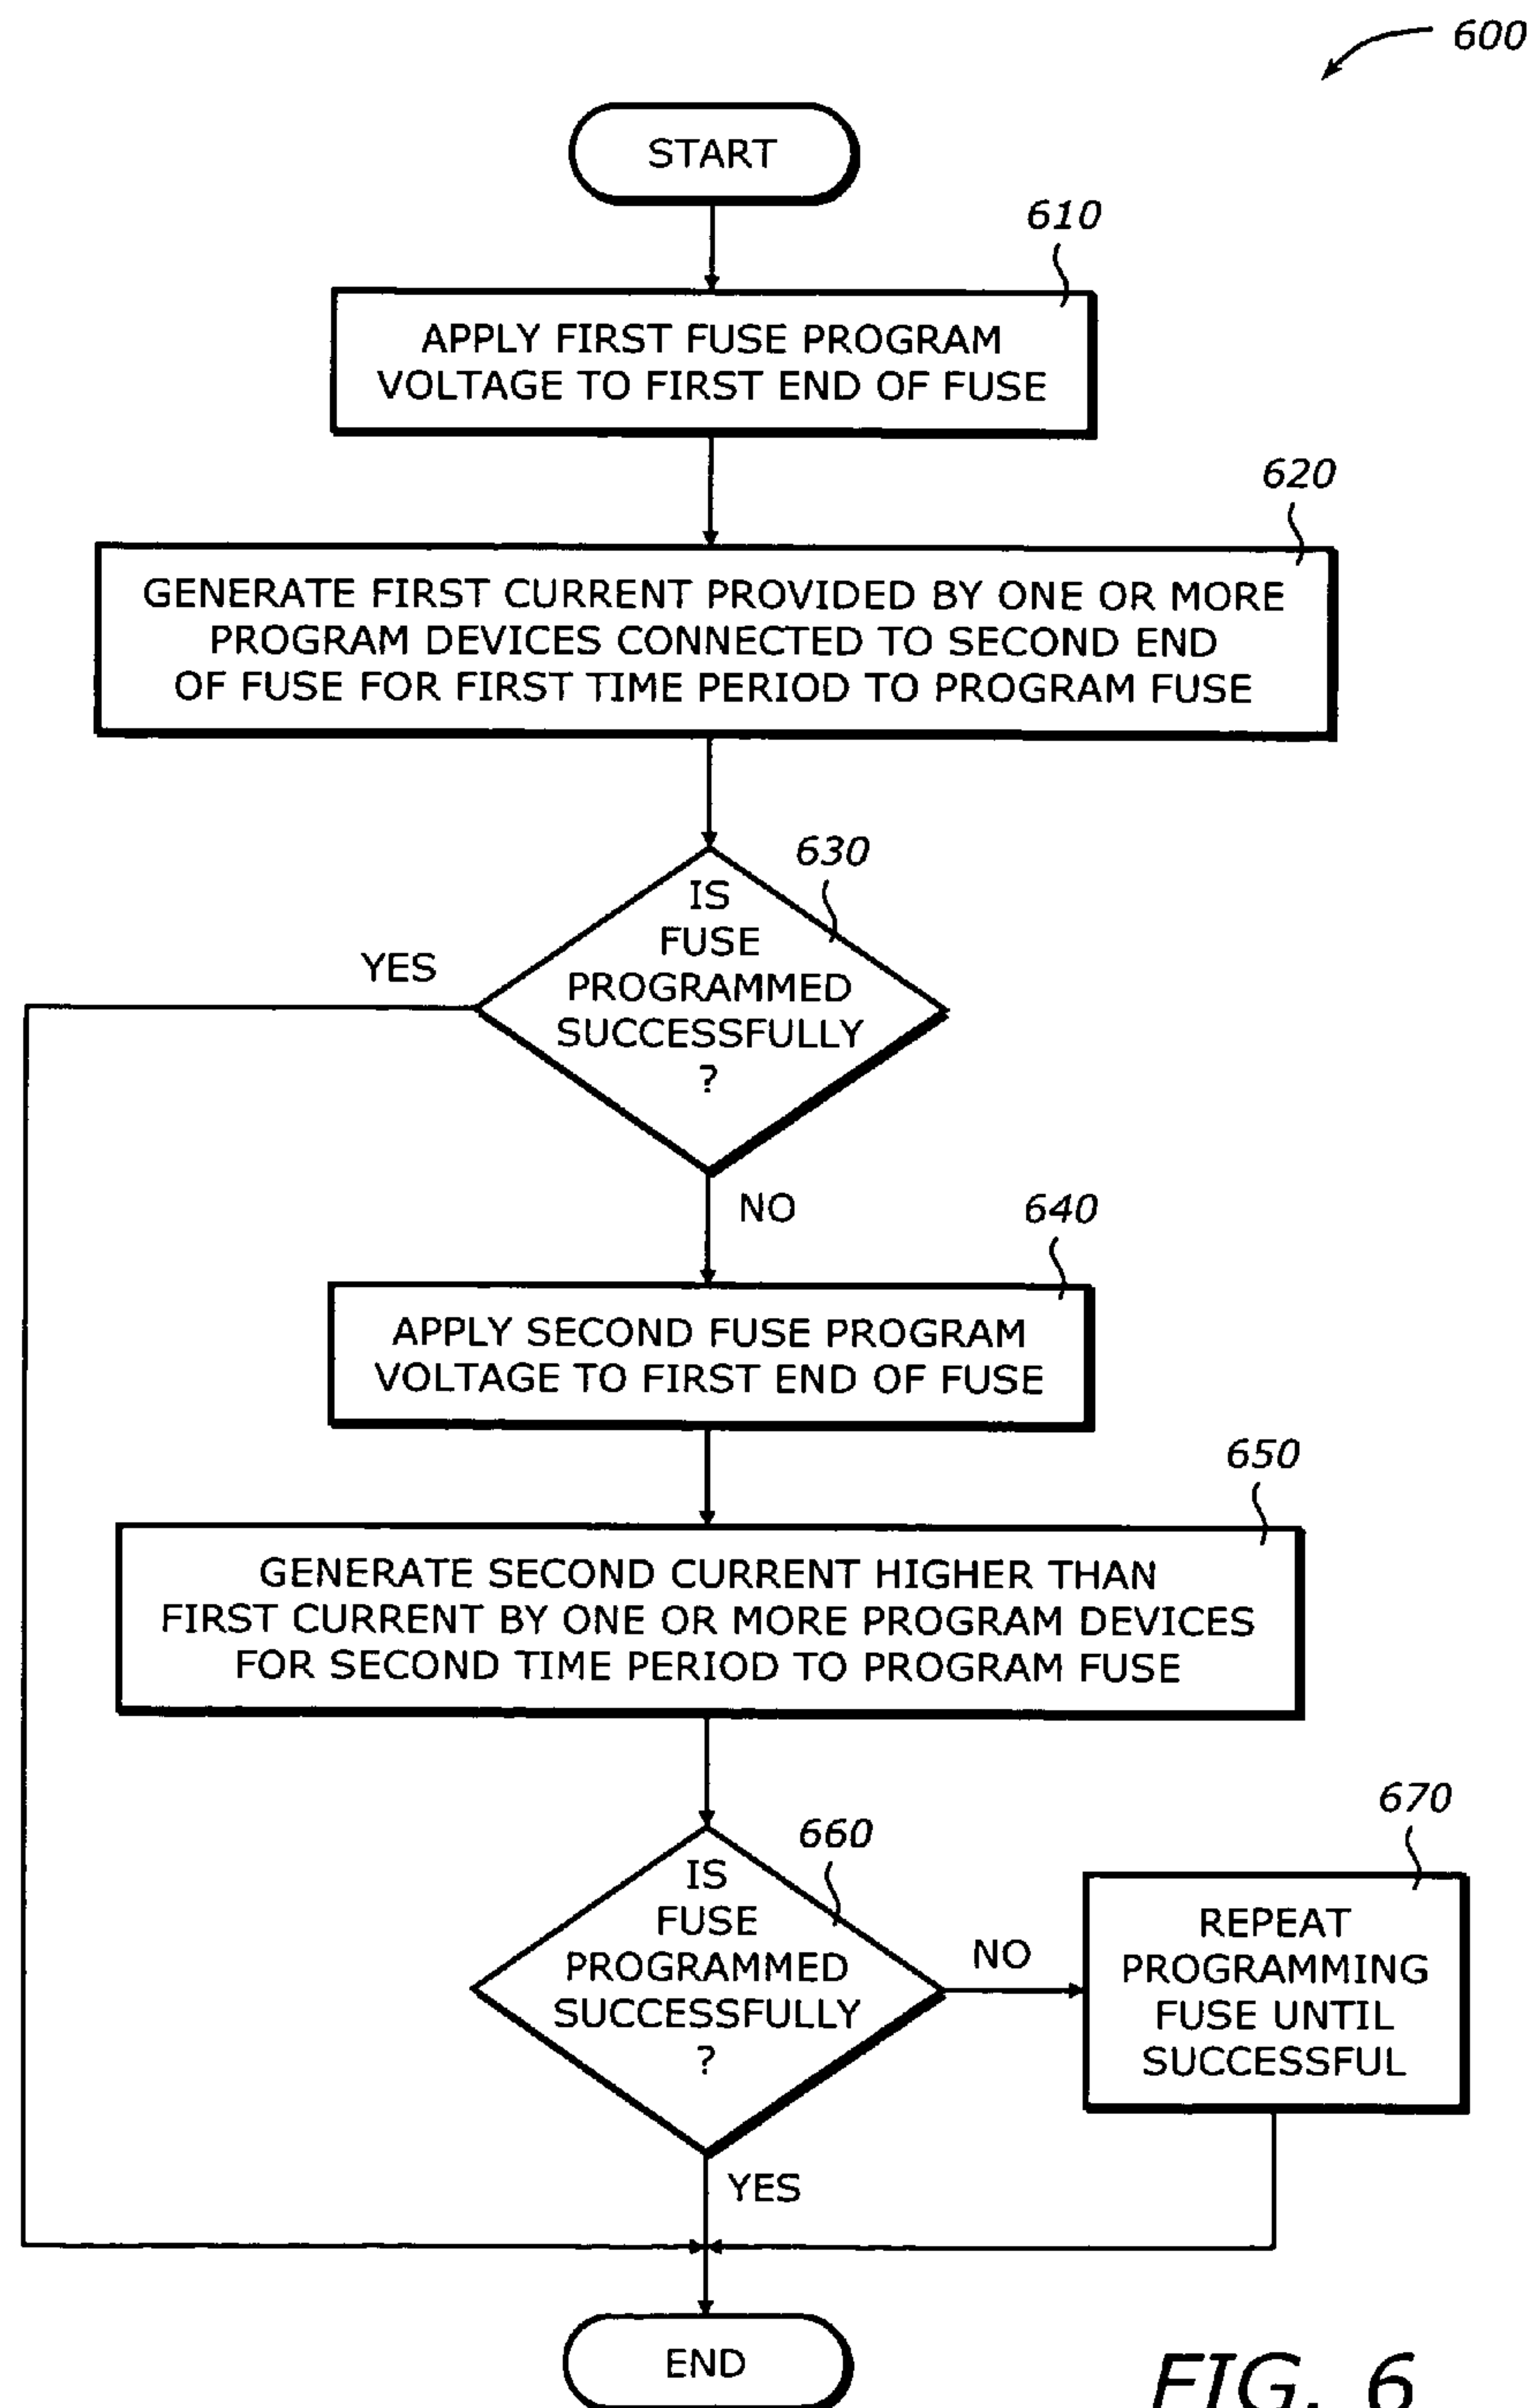 600
START
610
APPLY FIRST FUSE PROGRAM
VOLTAGE TO FIRST END OF FUSE
620
GENERATE FIRST CURRENT PROVIDED BY ONE OR MORE
PROGRAM DEVICES CONNECTED TO SECOND END
OF FUSE FOR FIRST TIME PERIOD TO PROGRAM FUSE
630
IS
FUSE
PROGRAMMED
SUCCESSFULLY
?
YES
NO
640
APPLY SECOND FUSE PROGRAM
VOLTAGE TO FIRST END OF FUSE
650
GENERATE SECOND CURRENT HIGHER THAN
FIRST CURRENT BY ONE OR MORE PROGRAM DEVICES
FOR SECOND TIME PERIOD TO PROGRAM FUSE
660
IS
FUSE
PROGRAMMED
SUCCESSFULLY
?
NO
670
REPEAT
PROGRAMMING
FUSE UNTIL
SUCCESSFUL
YES
END
FIG. 6